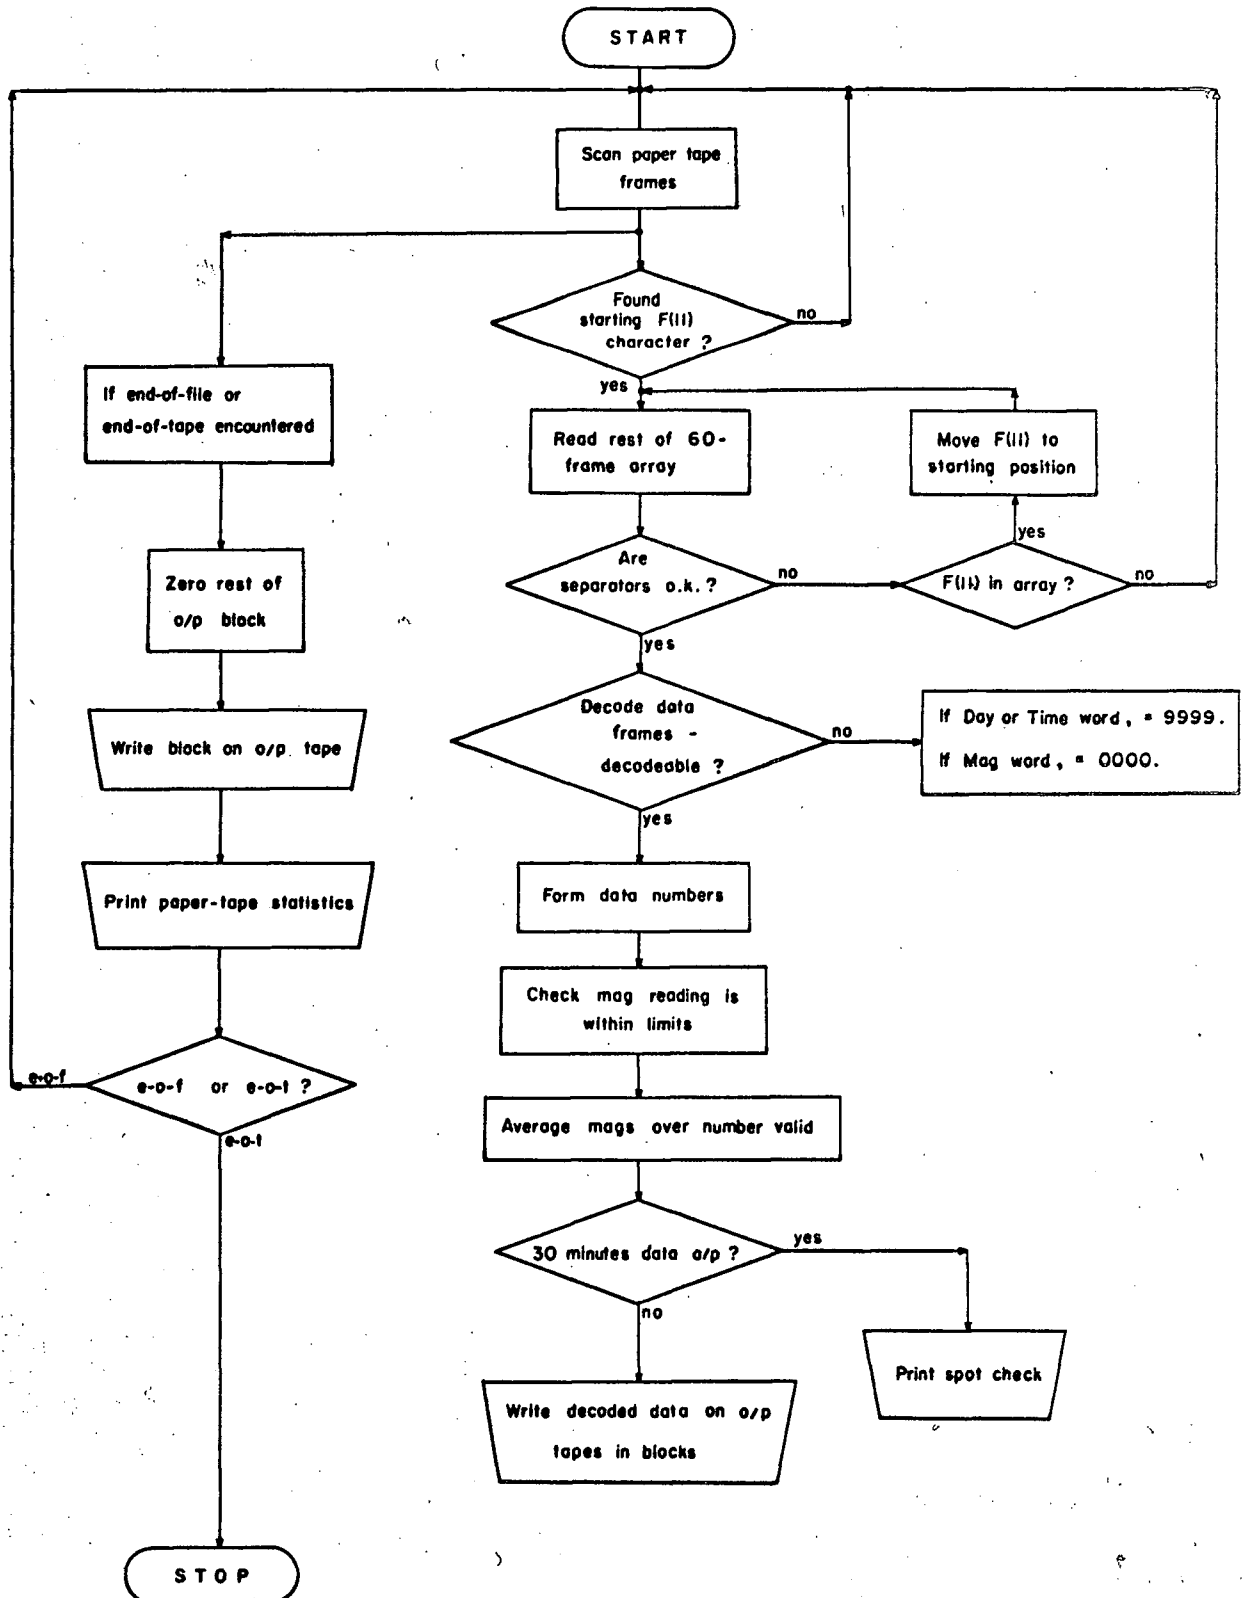 START
Scan paper tape
frames
Found
starting F(11)
character ?
no
yes
If end-of-file or
end-of-tape encountered
Read rest of 60-
frame array
Move F(11) to
starting position
yes
Are
separators o.k. ?
no
F(11) in array ?
no
Zero rest of
o/p block
yes
Decode data
frames -
decodeable ?
no
If Day or Time word, = 9999.
If Mag word, = 0000.
Write block on o/p tape
yes
Print paper-tape statistics
Form data numbers
Check mag reading is
within limits
e-o-f
e-o-f or e-o-t ?
e-o-t
Average mags over number valid
30 minutes data o/p ?
yes
no
Print spot check
Write decoded data on o/p
tapes in blocks
STOP